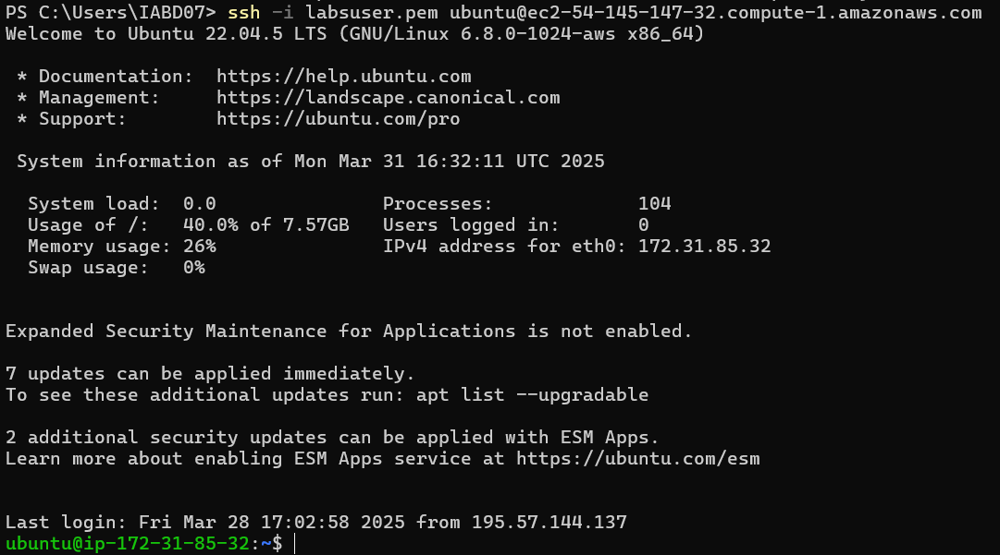 PS C:\Users\IABD07> ssh -i labsuser.pem ubuntu@ec2-54-145-147-32.compute-1.amazonaws.com
Welcome to Ubuntu 22.04.5 LTS (GNU/Linux 6.8.0-1024-aws x86_64)

 * Documentation:  https://help.ubuntu.com
 * Management:     https://landscape.canonical.com
 * Support:        https://ubuntu.com/pro

 System information as of Mon Mar 31 16:32:11 UTC 2025

  System load:  0.0               Processes:             104
  Usage of /:   40.0% of 7.57GB   Users logged in:       0
  Memory usage: 26%               IPv4 address for eth0: 172.31.85.32
  Swap usage:   0%


Expanded Security Maintenance for Applications is not enabled.

7 updates can be applied immediately.
To see these additional updates run: apt list --upgradable

2 additional security updates can be applied with ESM Apps.
Learn more about enabling ESM Apps service at https://ubuntu.com/esm


Last login: Fri Mar 28 17:02:58 2025 from 195.57.144.137
ubuntu@ip-172-31-85-32:~$